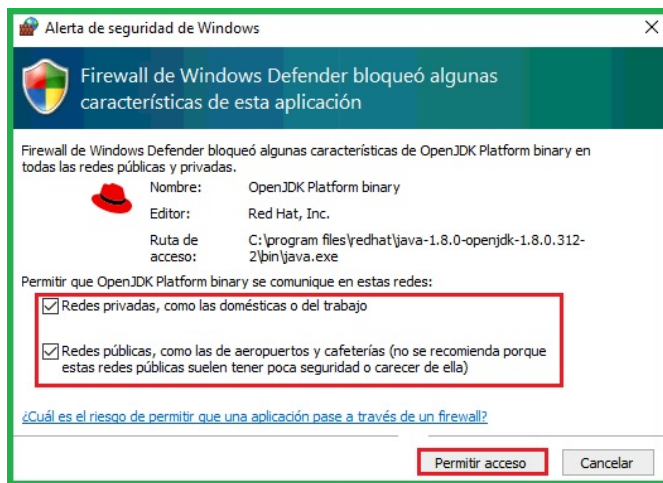 Alerta de seguridad de Windows
Firewall de Windows Defender bloqueó algunas
características de esta aplicación
Firewall de Windows Defender bloqueó algunas características de OpenJDK Platform binary en
todas las redes públicas y privadas.
Nombre: OpenJDK Platform binary
Editor: Red Hat, Inc.
Ruta de acceso: C:\program files\redhat\java-1.8.0-openjdk-1.8.0.312-
2\bin\java.exe
Permitir que OpenJDK Platform binary se comunique en estas redes:
Redes privadas, como las domésticas o del trabajo
Redes públicas, como las de aeropuertos y cafeterías (no se recomienda porque
estas redes públicas suelen tener poca seguridad o carecer de ella)
¿Cuál es el riesgo de permitir que una aplicación pase a través de un firewall?
Permitir acceso Cancelar